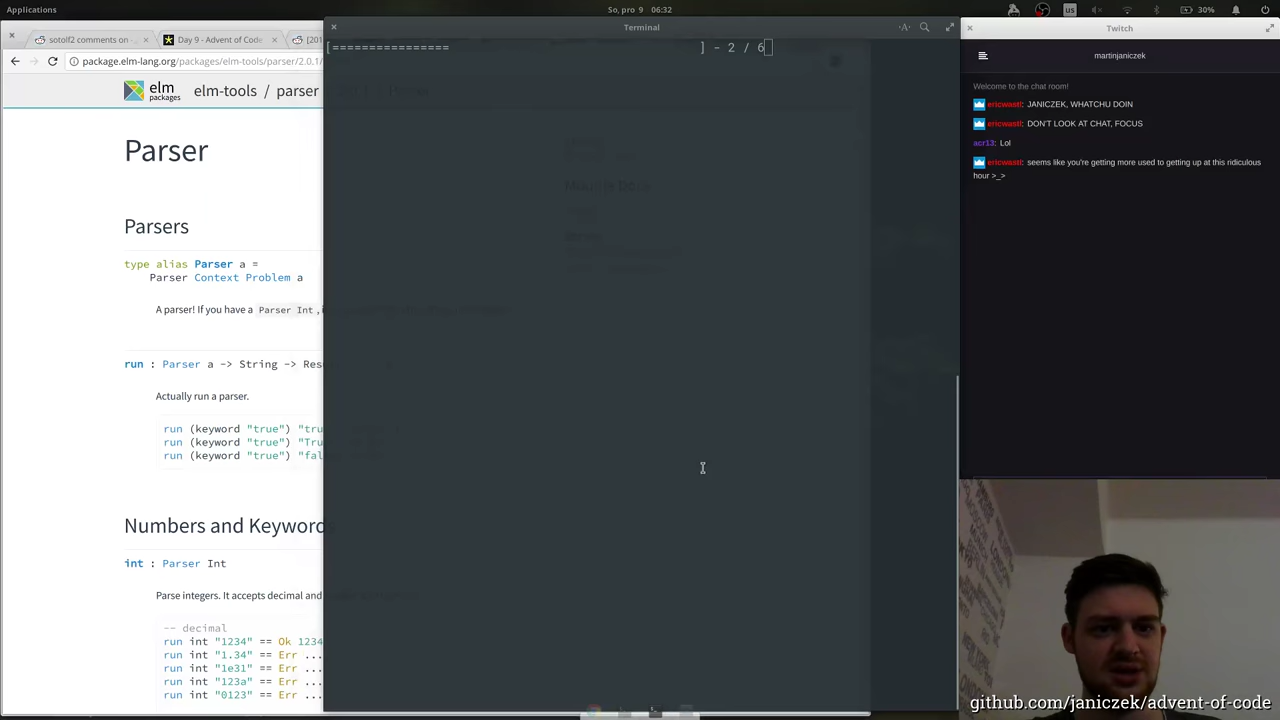 Applications
So, pro 9 06:32
us
30%
sotolf2 comments on -
Day 9 - Advent of Code
[201
package.elm-lang.org/packages/elm-tools/parser/2.0.1/
elm
packages
elm-tools / parser
Parser
Parsers
type alias Parser a =
Parser Context Problem a
A parser! If you have a Parser Int ,
run : Parser a -> String -> Res
Actually run a parser.
run (keyword "true") "tru
run (keyword "true") "Tru
run (keyword "true") "fal
Numbers and Keyword
int : Parser Int
Parse integers. It accepts decimal and
-- decimal
run int "1234" == Ok 1234
run int "1.34" == Err ...
run int "1e31" == Err ...
run int "123a" == Err ...
run int "0123" == Err ...
Terminal
[================ ] - 2 / 6
Twitch
martinjaniczek
Welcome to the chat room!
ericwastl: JANICZEK, WHATCHU DOIN
ericwastl: DON'T LOOK AT CHAT, FOCUS
acr13: Lol
ericwastl: seems like you're getting more used to getting up at this ridiculous
hour >_>
github.com/janiczek/advent-of-code